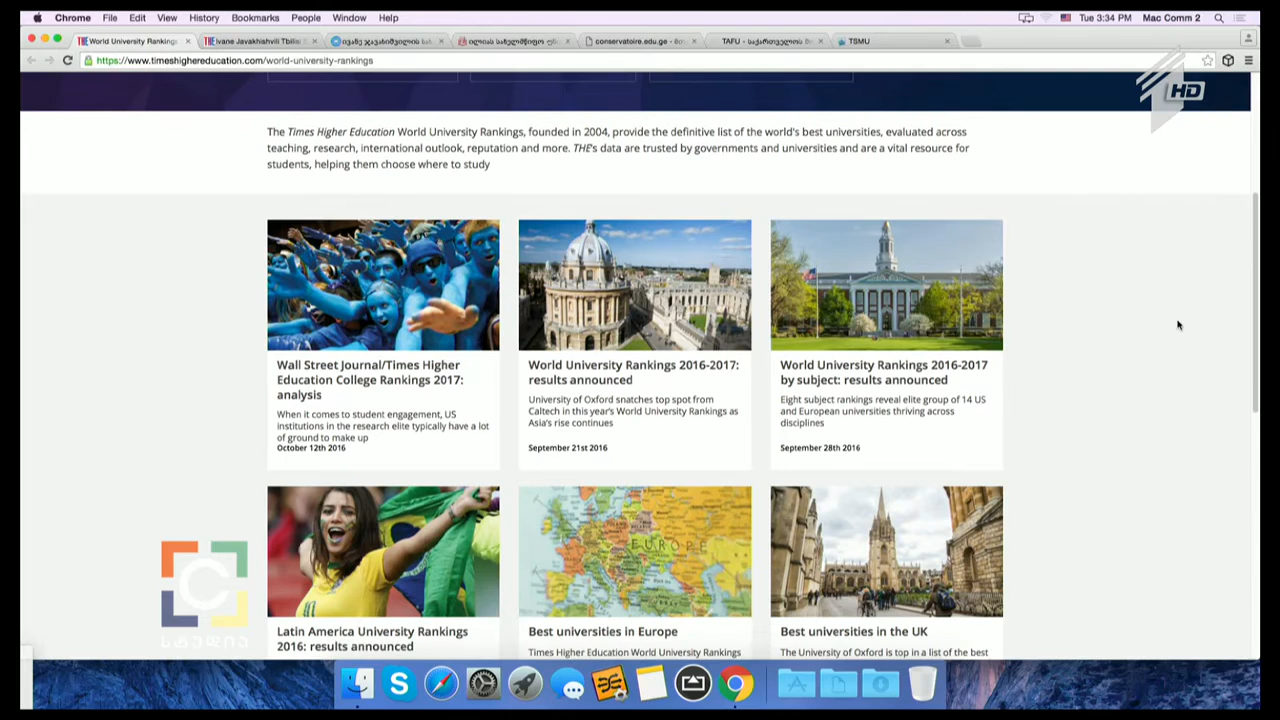 Chrome File Edit View History Bookmarks People Window Help
Tue 3:34 PM Mac Comm 2
World University Rankings
Ivane Javakhishvili Tbilisi
conservatoire.edu.ge
TSMU
https://www.timeshighereducation.com/world-university-rankings
HD
The Times Higher Education World University Rankings, founded in 2004, provide the definitive list of the world's best universities, evaluated across
teaching, research, international outlook, reputation and more. THE's data are trusted by governments and universities and are a vital resource for
students, helping them choose where to study
Wall Street Journal/Times Higher
Education College Rankings 2017:
analysis
When it comes to student engagement, US
institutions in the research elite typically have a lot
of ground to make up
October 12th 2016
World University Rankings 2016-2017:
results announced
University of Oxford snatches top spot from
Caltech in this year's World University Rankings as
Asia's rise continues
September 21st 2016
World University Rankings 2016-2017
by subject: results announced
Eight subject rankings reveal elite group of 14 US
and European universities thriving across
disciplines
September 28th 2016
EUROPE
Latin America University Rankings
2016: results announced
Best universities in Europe
Times Higher Education World University Rankings
Best universities in the UK
The University of Oxford is top in a list of the best
სტუდია